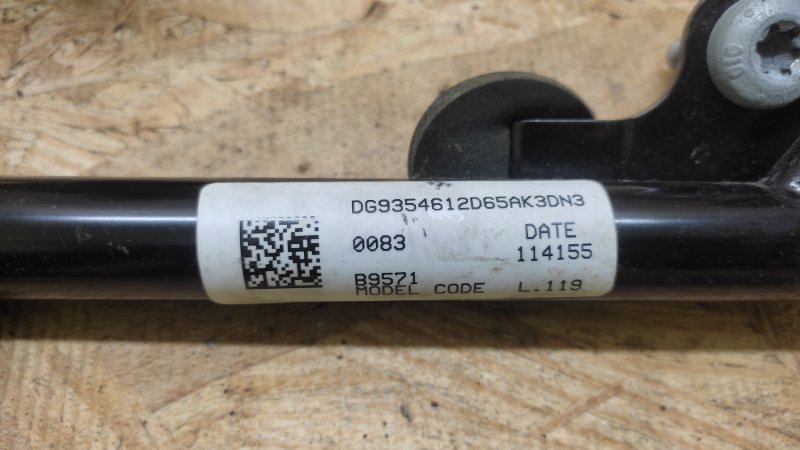 DG9354612D65AK3DN3
0083 DATE
114155
B9571
MODEL CODE L.119